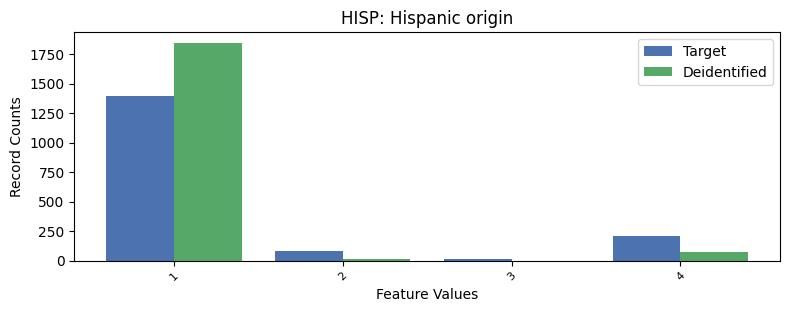 HISP: Hispanic origin
Target
Deidentified
Record Counts
1750
1500
1250
1000
750
500
250
0
1
2
3
4
Feature Values